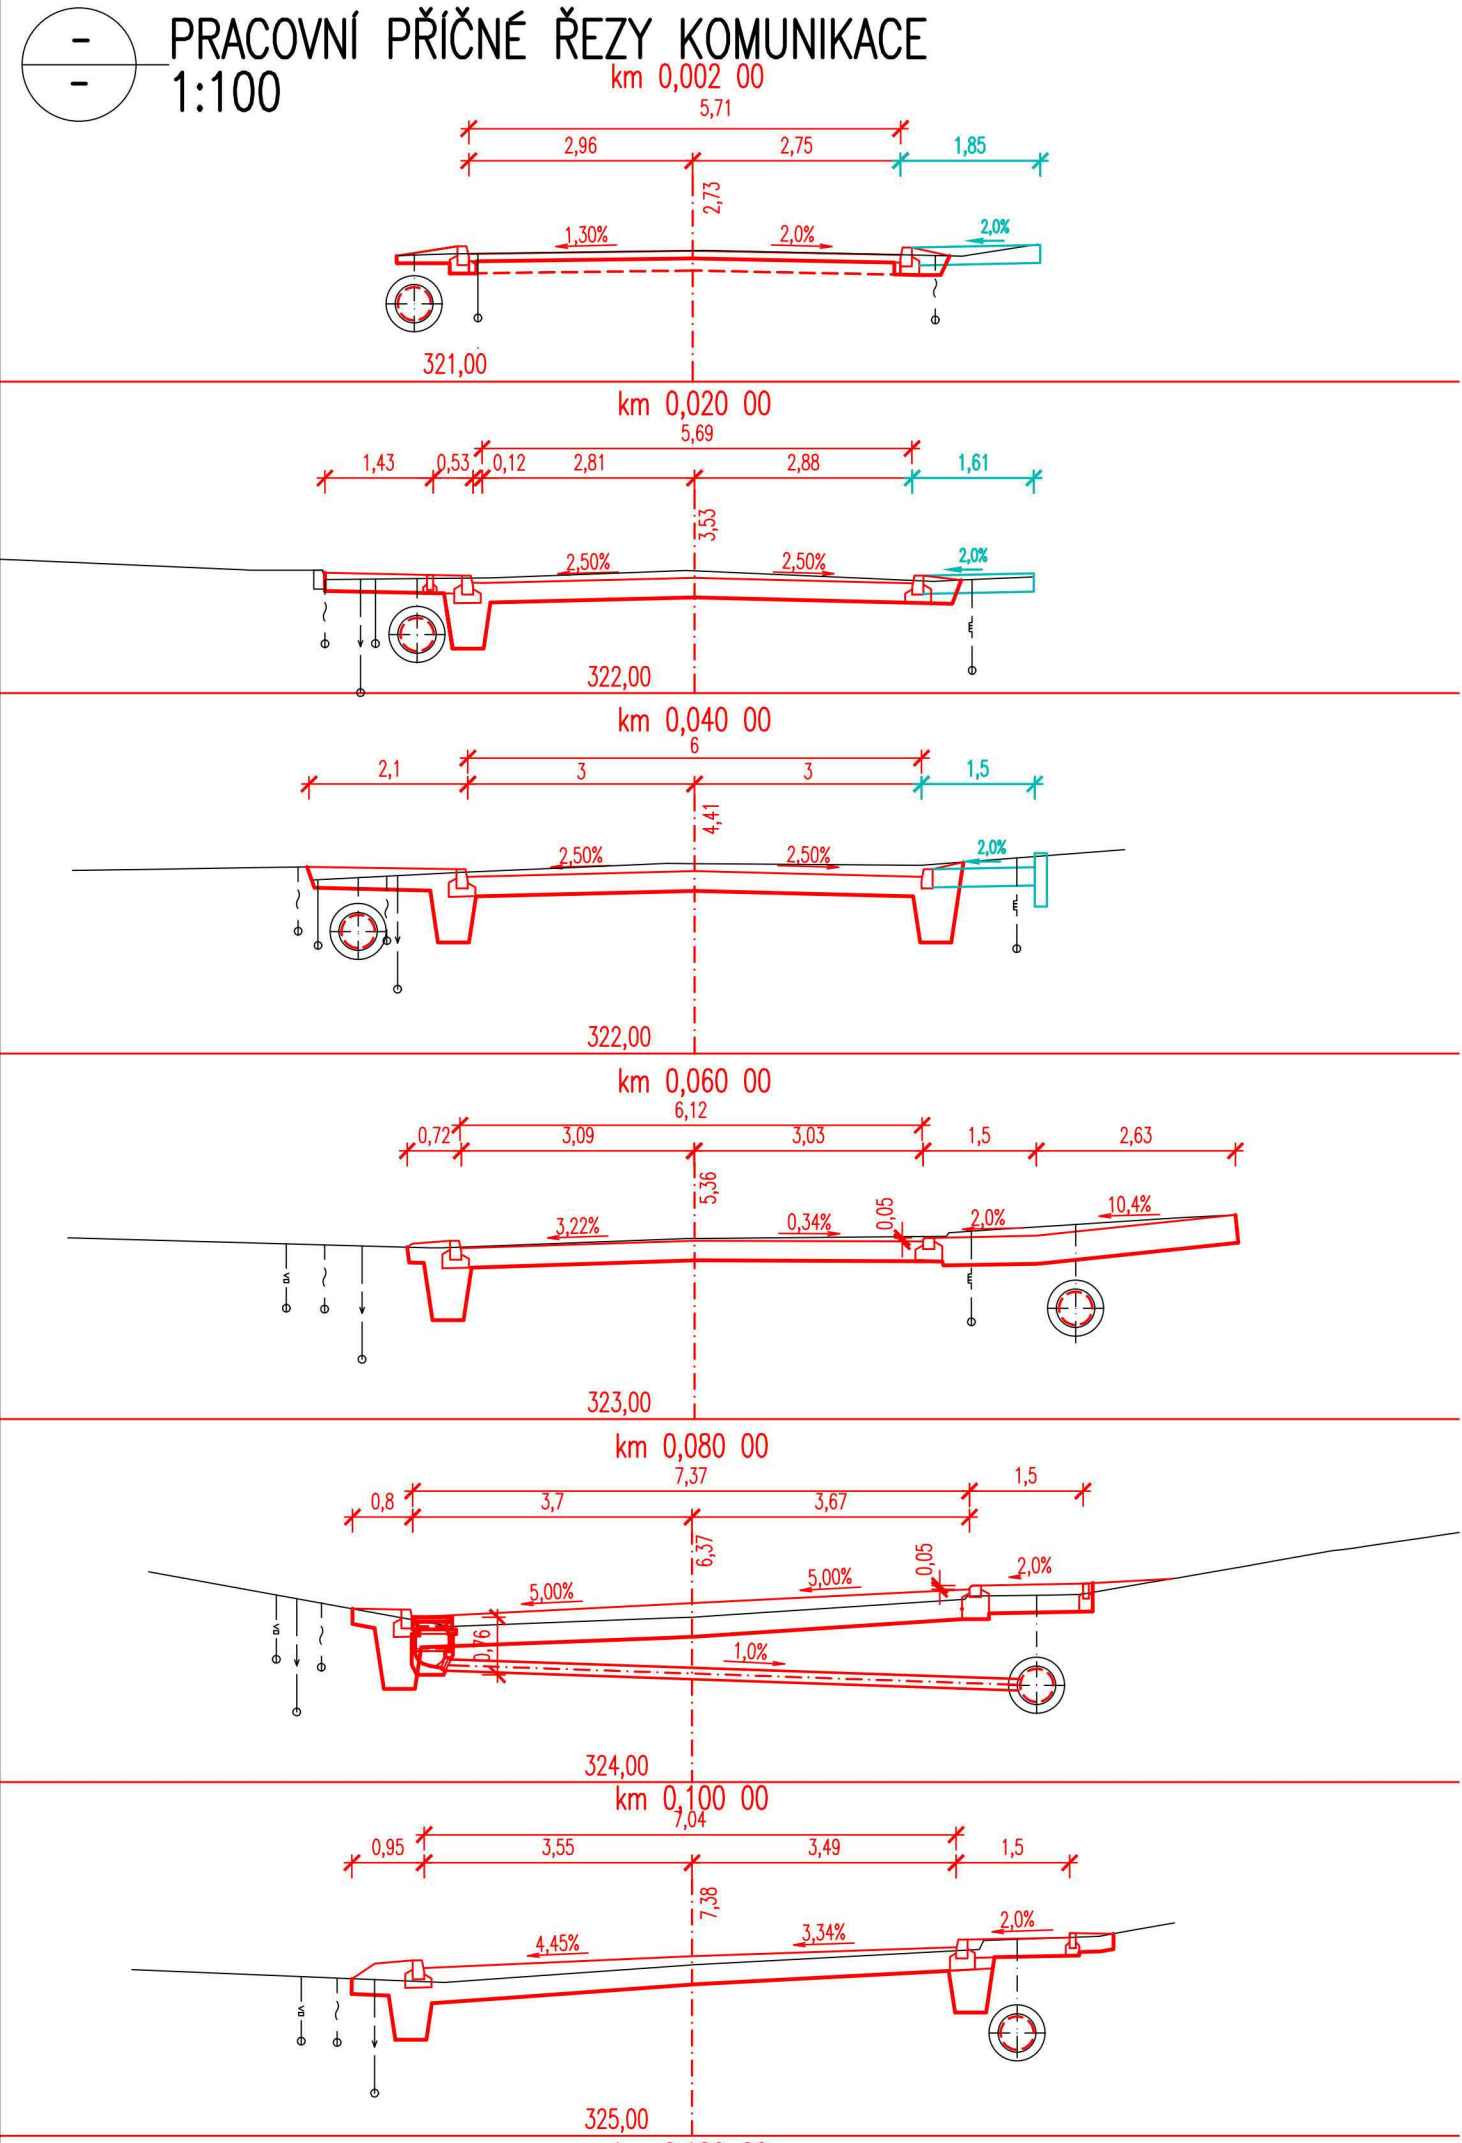 -
-
PRACOVNÍ PŘÍČNÉ ŘEZY KOMUNIKACE
1:100
km 0,002 00
5,71
2,96 2,75 1,85
2,73
1,30% 2,0% 2,0%
321,00
km 0,020 00
5,69
1,43 0,53 0,12 2,81 2,88 1,61
3,53
2,50% 2,50% 2,0%
322,00
km 0,040 00
6
2,1 3 3 1,5
4,41
2,50% 2,50% 2,0%
322,00
km 0,060 00
6,12
0,72 3,09 3,03 1,5 2,63
5,36
3,22% 0,34% 0,05 2,0% 10,4%
323,00
km 0,080 00
7,37 1,5
0,8 3,7 3,67
6,37
5,00% 5,00% 0,05 2,0%
0,76 1,0%
324,00
km 0,100 00
7,04
0,95 3,55 3,49 1,5
7,38
4,45% 3,34% 2,0%
325,00